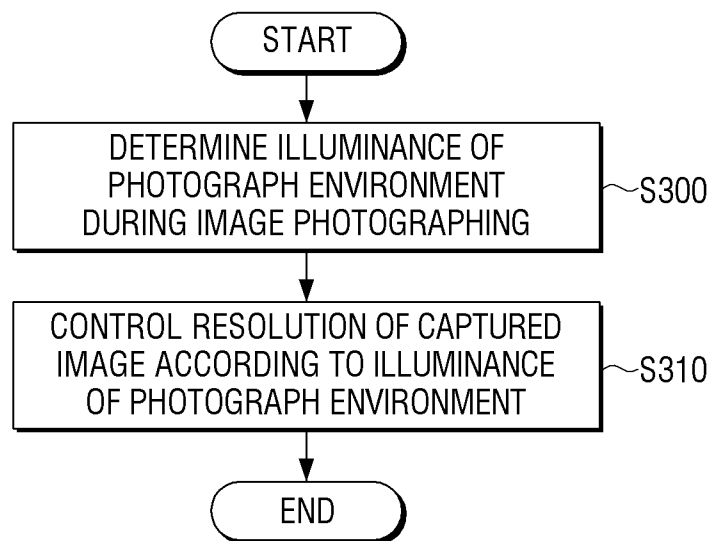 START
DETERMINE ILLUMINANCE OF
PHOTOGRAPH ENVIRONMENT
DURING IMAGE PHOTOGRAPHING
S300
CONTROL RESOLUTION OF CAPTURED
IMAGE ACCORDING TO ILLUMINANCE
OF PHOTOGRAPH ENVIRONMENT
S310
END